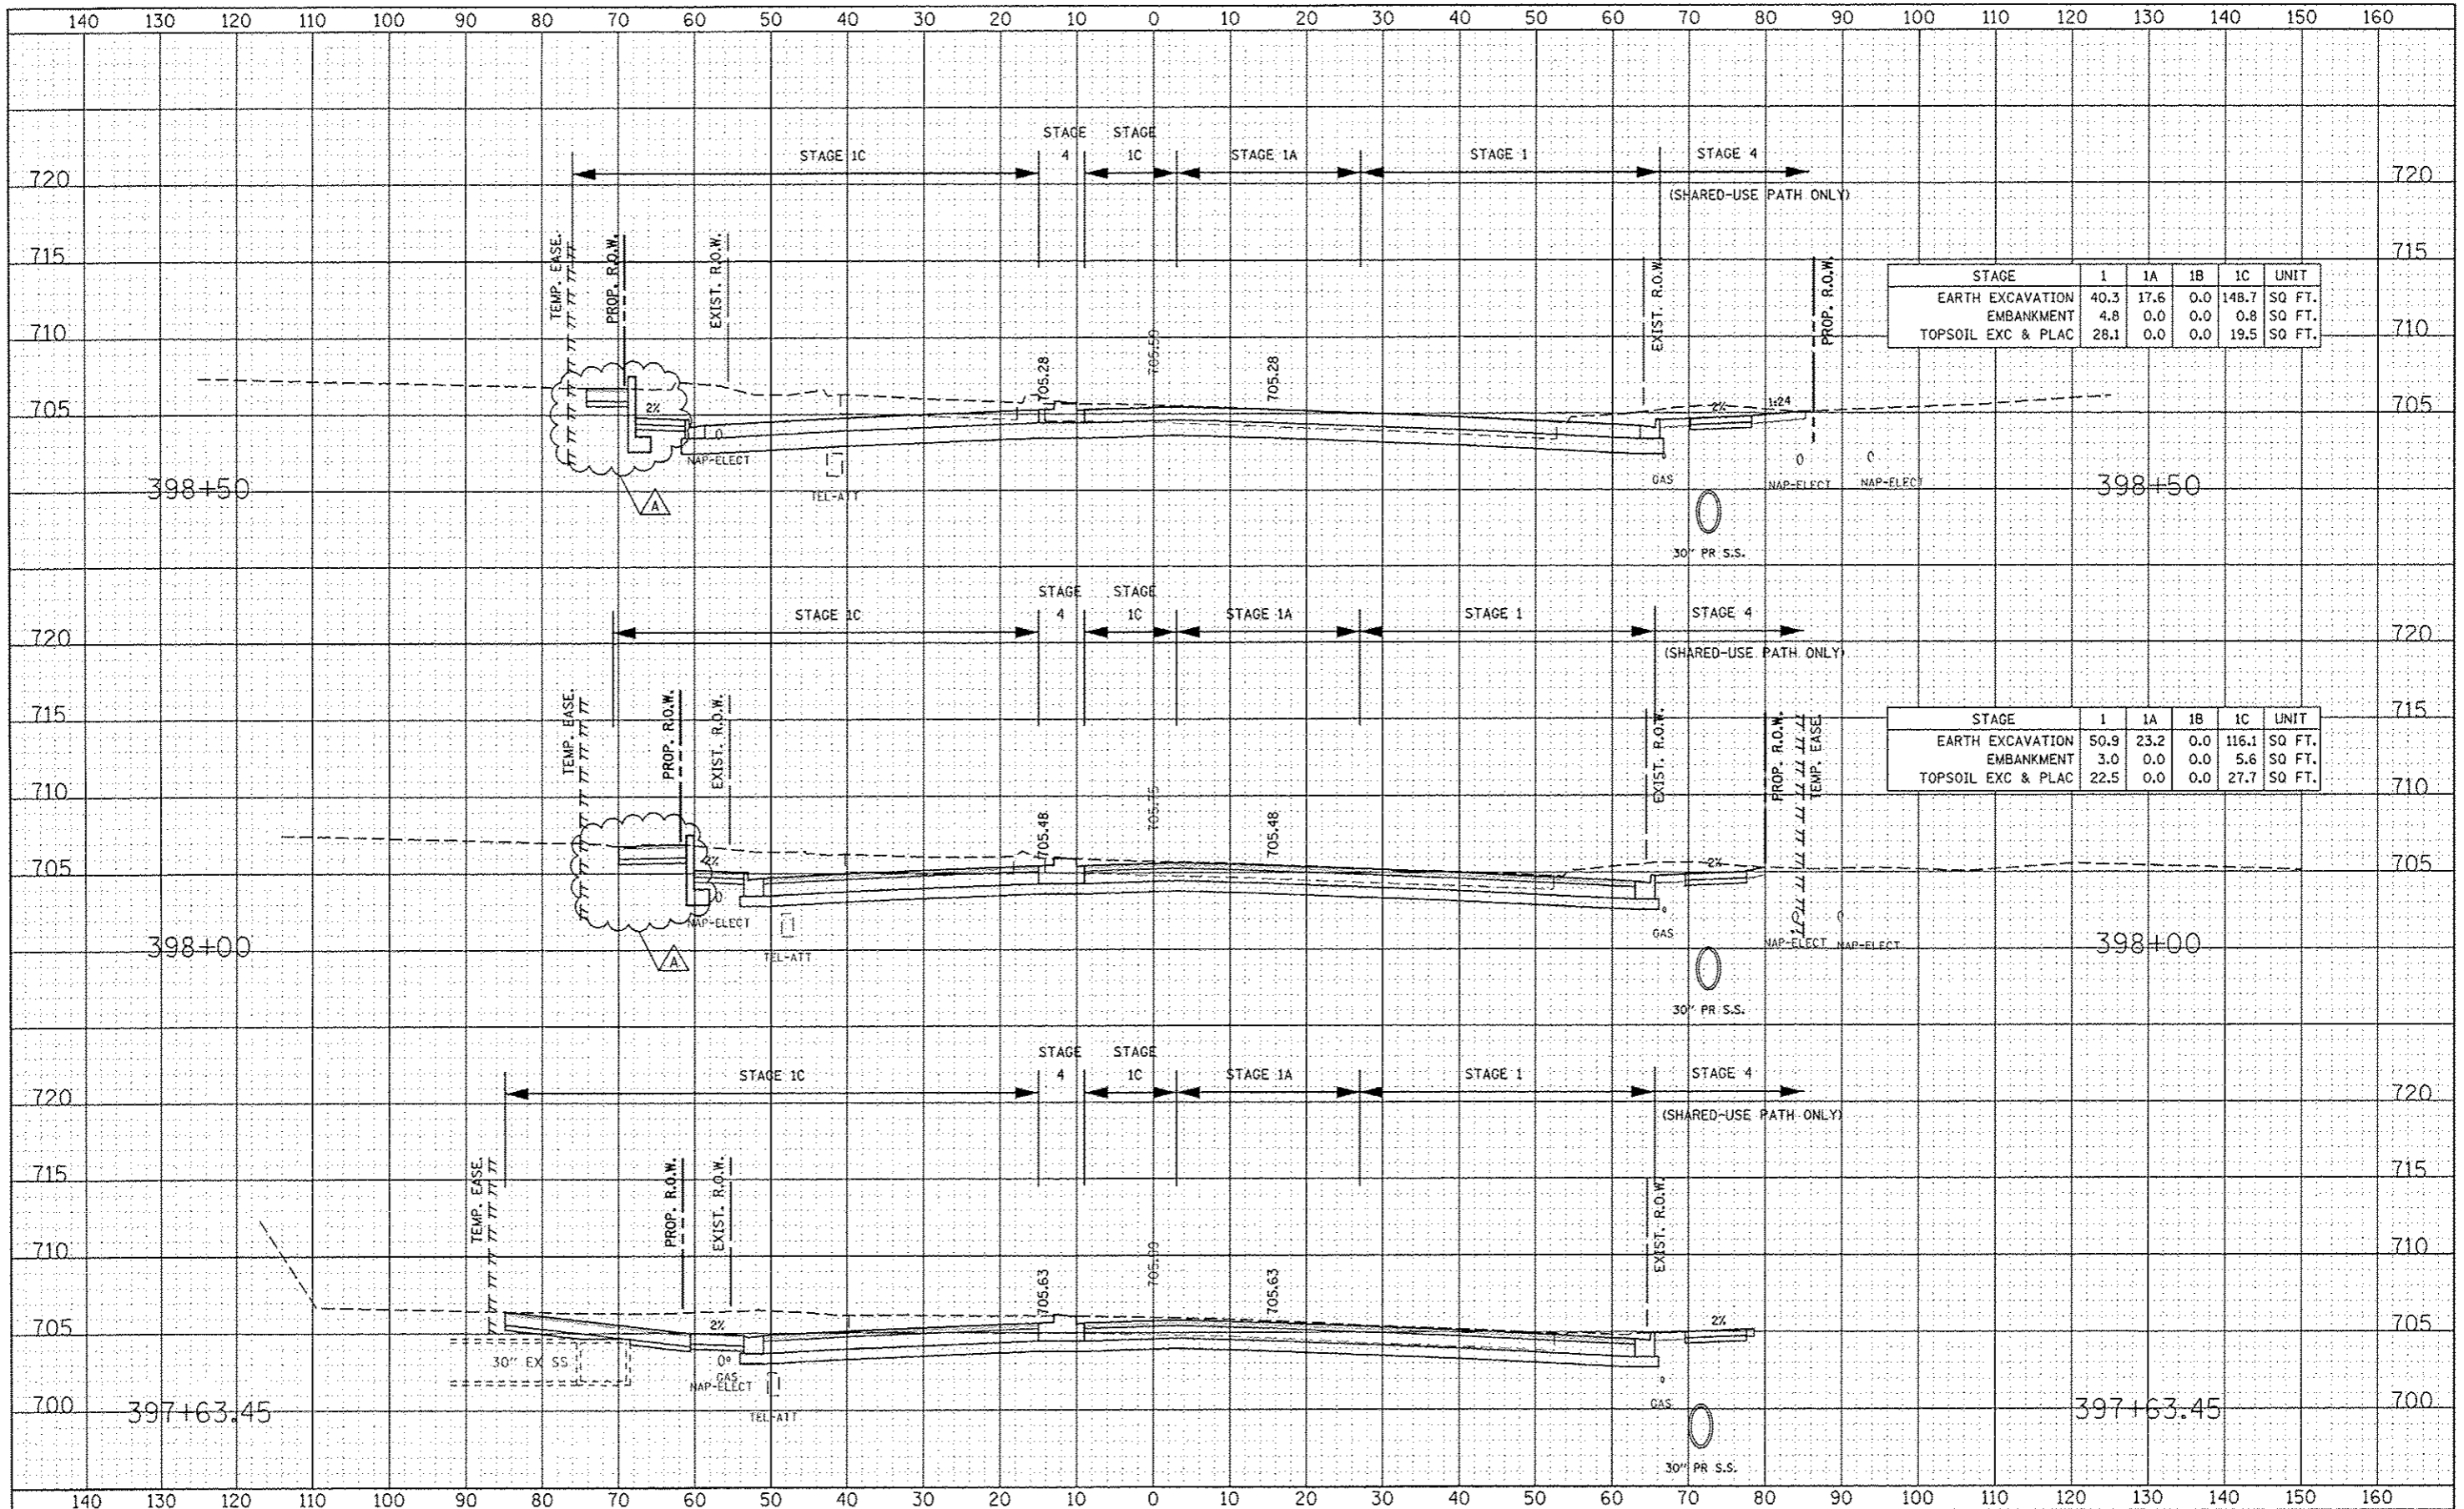 140 130 120 110 100 90 80 70 60 50 40 30 20 10 0 10 20 30 40 50 60 70 80 90 100 110 120 130 140 150 160
STAGE 1C
STAGE 4
STAGE 1C
STAGE 1A
STAGE 1
STAGE 4
(SHARED-USE PATH ONLY)
720 720
TEMP. EASE.
PROP. R.O.W.
EXIST. R.O.W.
EXIST. R.O.W.
PROP. R.O.W.
715 715
STAGE 1 1A 1B 1C UNIT
EARTH EXCAVATION 40.3 17.6 0.0 148.7 SQ FT.
EMBANKMENT 4.8 0.0 0.0 0.8 SQ FT.
TOPSOIL EXC & PLAC 28.1 0.0 0.0 19.5 SQ FT.
710 710
705.28
705.59
705.28
705 705
2%
2%
1:24
NAP-ELECT
TEL-ATT
GAS
NAP-ELECT
NAP-ELECT
398+50 398+50
A
30" PR S.S.
STAGE 1C
STAGE 4
STAGE 1C
STAGE 1A
STAGE 1
STAGE 4
(SHARED-USE PATH ONLY)
720 720
TEMP. EASE.
PROP. R.O.W.
EXIST. R.O.W.
EXIST. R.O.W.
PROP. R.O.W.
TEMP. EASE.
715 715
STAGE 1 1A 1B 1C UNIT
EARTH EXCAVATION 50.9 23.2 0.0 116.1 SQ FT.
EMBANKMENT 3.0 0.0 0.0 5.6 SQ FT.
TOPSOIL EXC & PLAC 22.5 0.0 0.0 27.7 SQ FT.
710 710
705.48
705.48
705 705
2%
2%
NAP-ELECT
TEL-ATT
GAS
NAP-ELECT
NAP-ELECT
398+00 398+00
A
30" PR S.S.
STAGE 1C
STAGE 4
STAGE 1C
STAGE 1A
STAGE 1
STAGE 4
(SHARED-USE PATH ONLY)
720 720
TEMP. EASE.
PROP. R.O.W.
EXIST. R.O.W.
EXIST. R.O.W.
715 715
710 710
705.63
705.63
705 705
2%
2%
30" EX SS
GAS
NAP-ELECT
TEL-ATT
GAS
700 700
397+63.45 397+63.45
30" PR S.S.
140 130 120 110 100 90 80 70 60 50 40 30 20 10 0 10 20 30 40 50 60 70 80 90 100 110 120 130 140 150 160